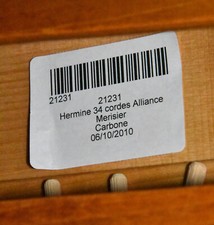 21231 21231
Hermine 34 cordes Alliance
Merisier
Carbone
06/10/2010